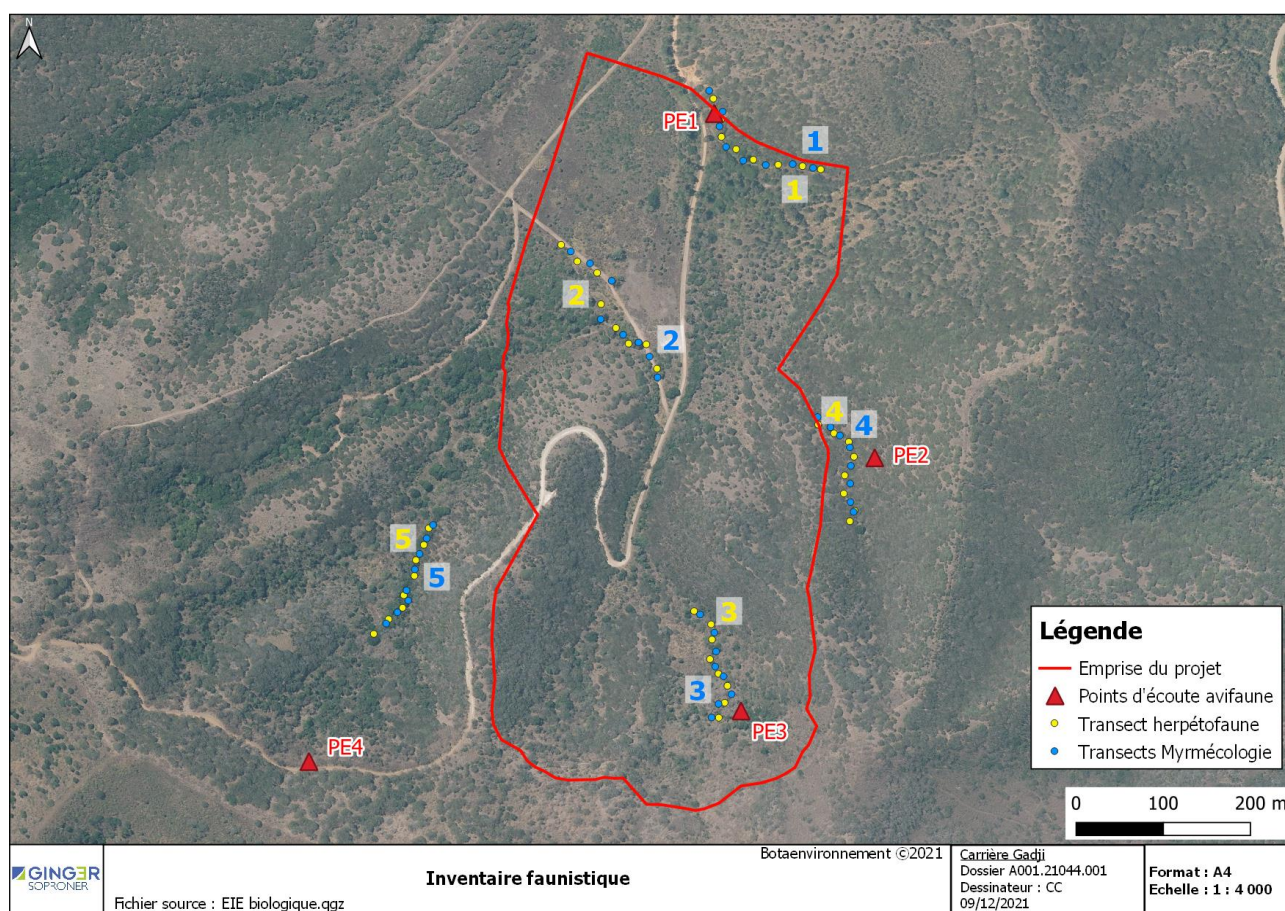 N
PE1
1
1
2
2
4
4
PE2
5
5
3
3
PE3
PE4
Légende
Emprise du projet
Points d'écoute avifaune
Transect herpétofaune
Transects Myrmécologie
0 100 200 m
GINGER
SOPRONER
Fichier source : EIE biologique.qgz
Inventaire faunistique
Botaenvironnement ©2021
Carrière Gadji
Dossier A001.21044.001
Dessinateur : CC
09/12/2021
Format : A4
Echelle : 1 : 4 000